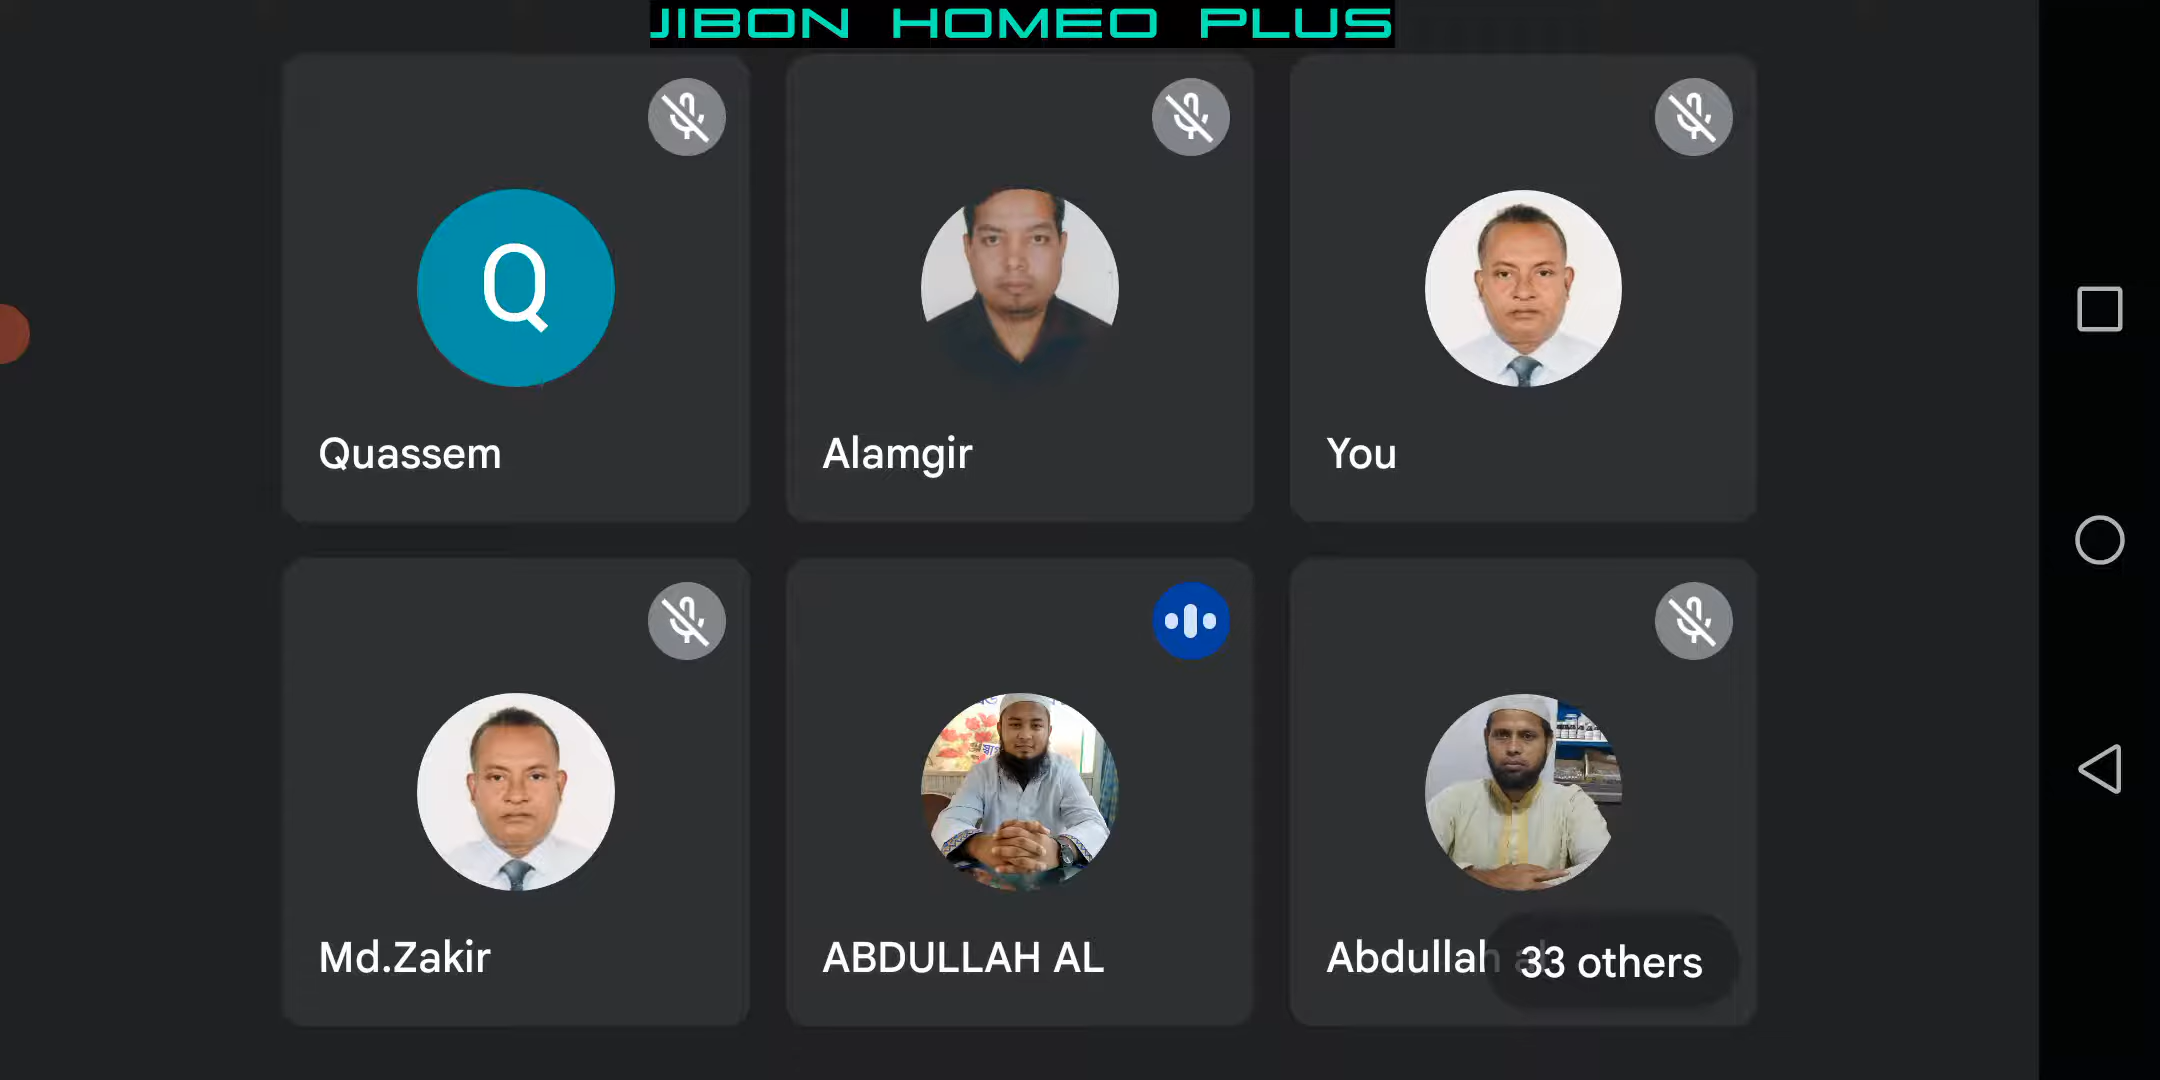 JIBON HOMEO PLUS
Q
Quassem
Alamgir
You
Md.Zakir
ABDULLAH AL
Abdullah
33 others